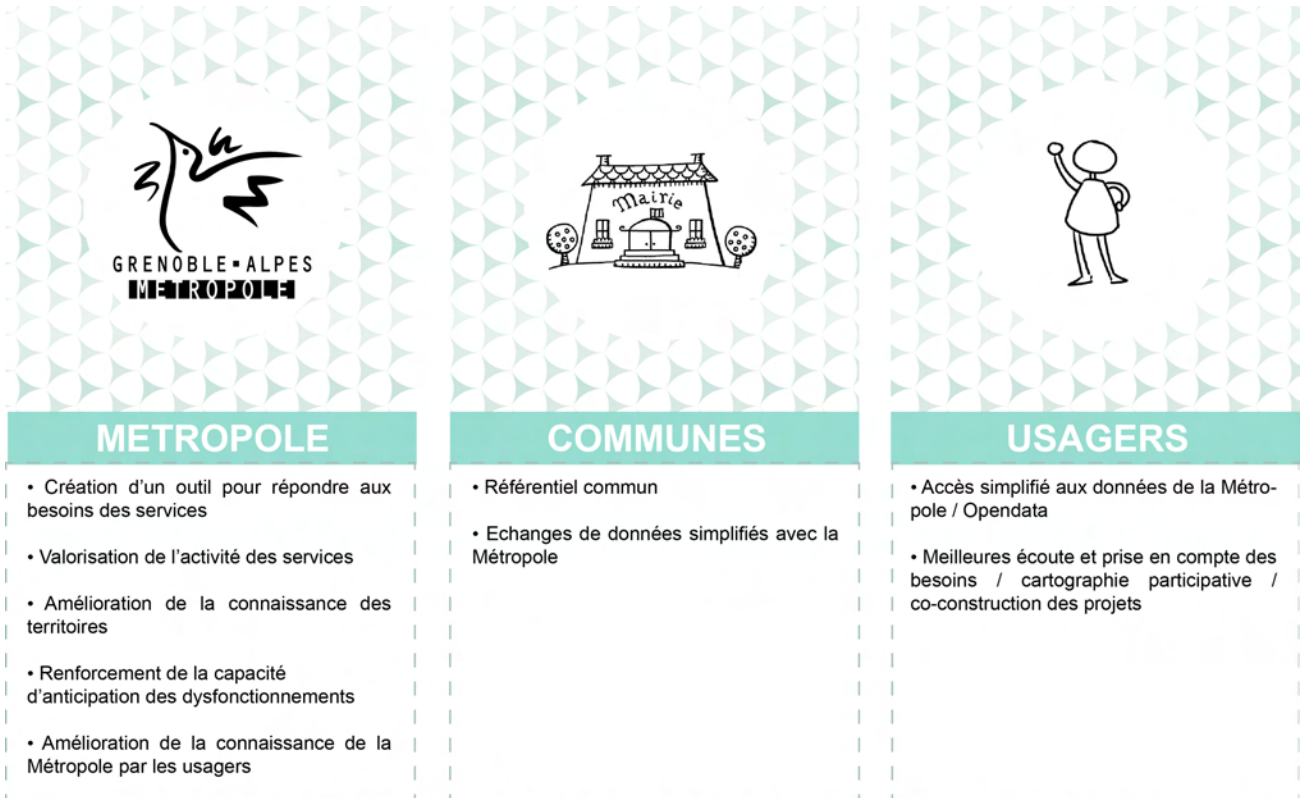 GRENOBLE-ALPES
METROPOLE
METROPOLE
• Création d’un outil pour répondre aux
besoins des services
• Valorisation de l’activité des services
• Amélioration de la connaissance des
territoires
• Renforcement de la capacité
d’anticipation des dysfonctionnements
• Amélioration de la connaissance de la
Métropole par les usagers
Mairie
COMMUNES
• Référentiel commun
• Echanges de données simplifiés avec la
Métropole
USAGERS
• Accès simplifié aux données de la Métro-
pole / Opendata
• Meilleures écoute et prise en compte des
besoins / cartographie participative /
co-construction des projets